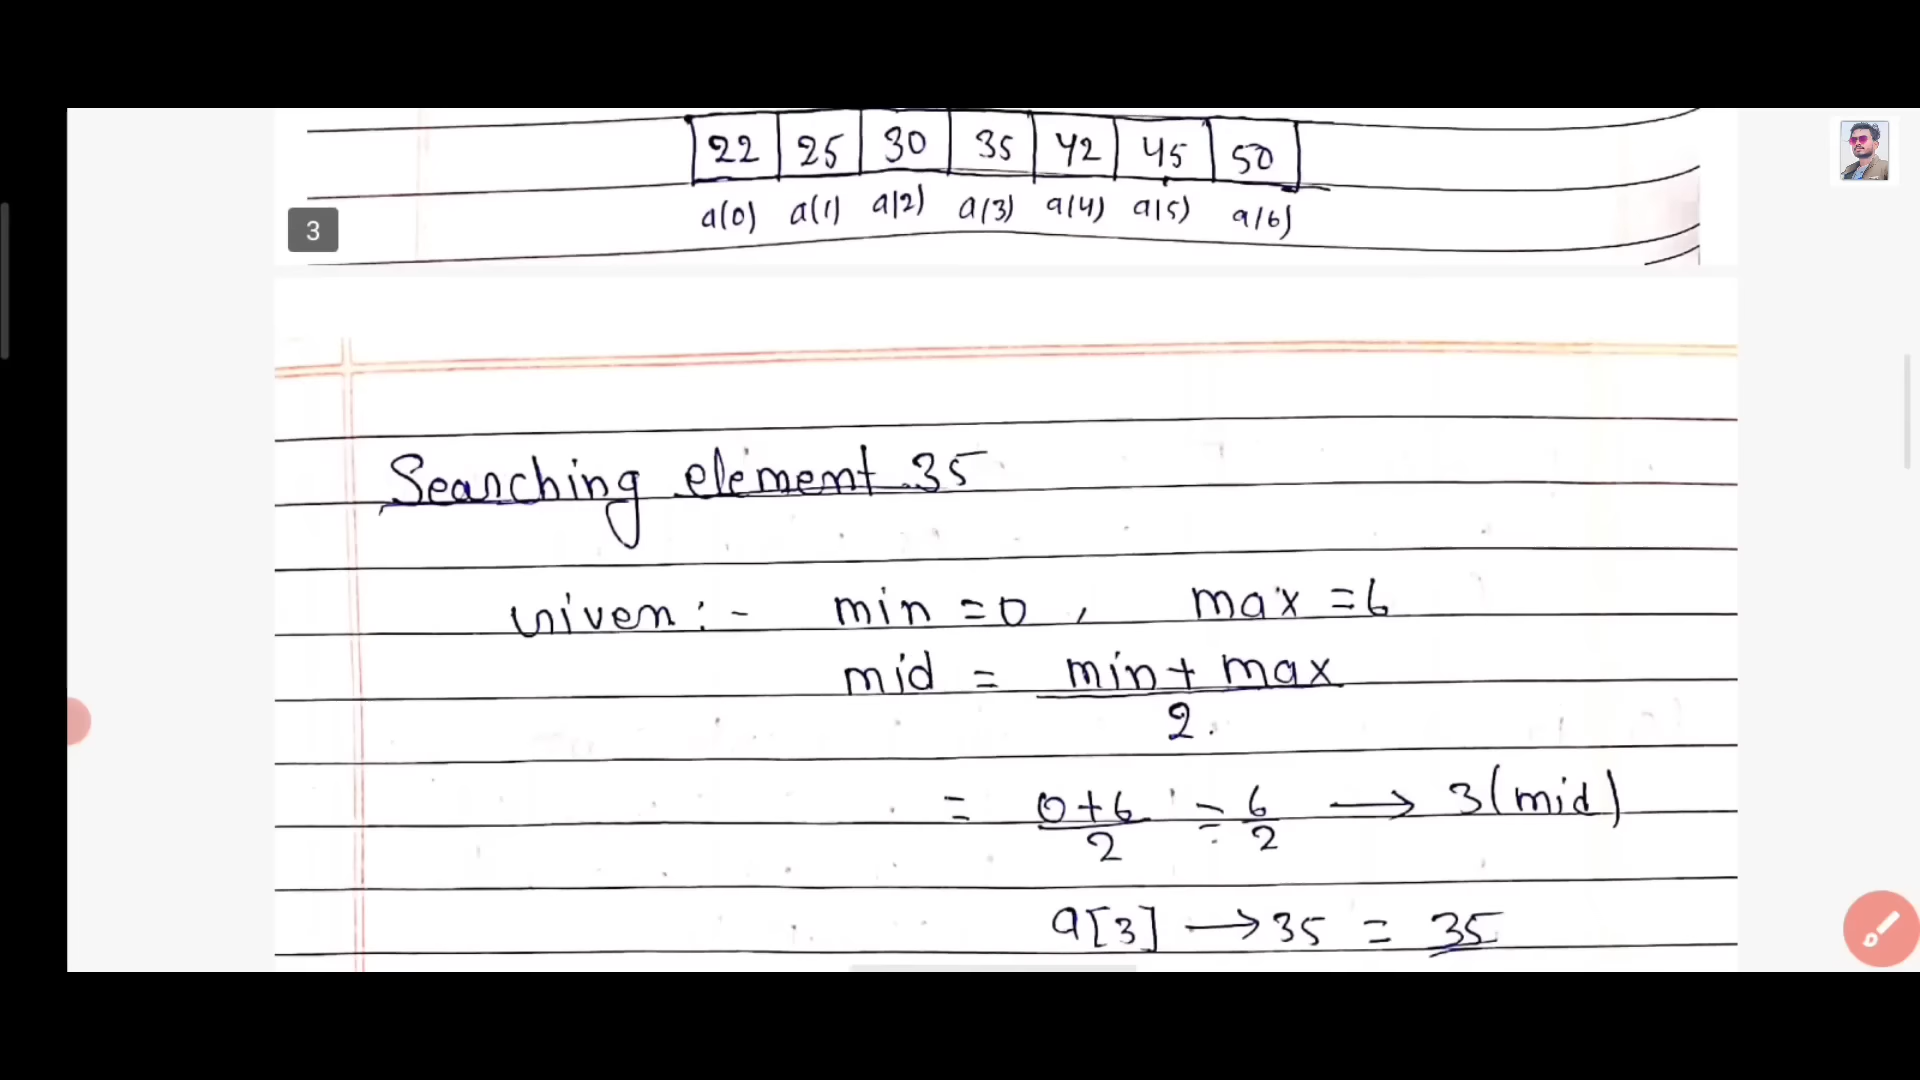 22 25 30 35 42 45 50
a(0) a(1) a(2) a(3) a(4) a(5) a(6)
3
Searching element 35
Given :- min = 0 , max = 6
mid = min + max
2.
= 0+6 = 6 → 3 (mid)
2 2
a[3] → 35 = 35